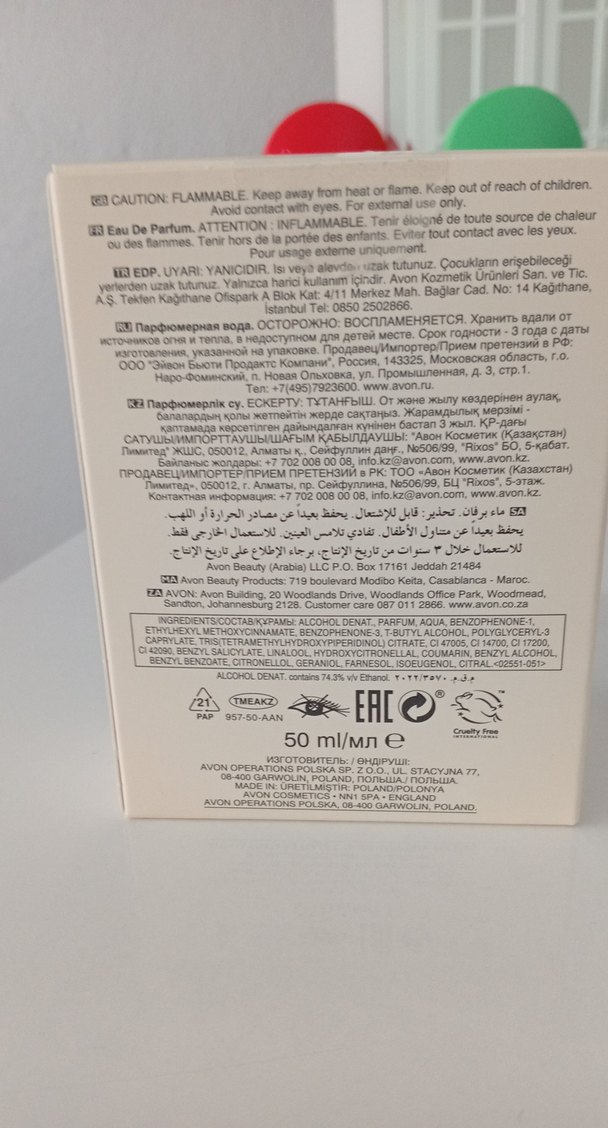 GB CAUTION: FLAMMABLE. Keep away from heat or flame. Keep out of reach of children.
Avoid contact with eyes. For external use only.
FR Eau De Parfum. ATTENTION : INFLAMMABLE. Tenir éloigné de toute source de chaleur
ou des flammes. Tenir hors de la portée des enfants. Eviter tout contact avec les yeux.
Pour usage externe uniquement.
TR EDP. UYARI: YANICIDIR. Isı veya alevden uzak tutunuz. Çocukların erişebileceği
yerlerden uzak tutunuz. Yalnızca harici kullanım içindir. Avon Kozmetik Ürünleri San. ve Tic.
A.Ş. Tekfen Kağıthane Ofispark A Blok Kat: 4/11 Merkez Mah. Bağlar Cad. No: 14 Kağıthane,
İstanbul Tel: 0850 2502866.
RU Парфюмерная вода. ОСТОРОЖНО: ВОСПЛАМЕНЯЕТСЯ. Хранить вдали от
источников огня и тепла, в недоступном для детей месте. Срок годности - 3 года с даты
изготовления, указанной на упаковке. Продавец/Импортер/Прием претензий в РФ:
ООО "Эйвон Бьюти Продактс Компани", Россия, 143325, Московская область, г.о.
Наро-Фоминский, п. Новая Ольховка, ул. Промышленная, д. 3, стр.1.
Тел: +7(495)7923600. www.avon.ru.
KZ Парфюмерлік су. ЕСКЕРТУ: ТҰТАНҒЫШ. От және жылу көздерінен аулақ,
балалардың қолы жетпейтін жерде сақтаңыз. Жарамдылық мерзімі -
қаптамада көрсетілген дайындалған күнінен бастап 3 жыл. ҚР-дағы
САТУШЫ/ИМПОРТТАУШЫ/ШАҒЫМ ҚАБЫЛДАУШЫ: "Авон Косметик (Қазақстан)
Лимитед" ЖШС, 050012, Алматы қ., Сейфуллин даңғ., №506/99, "Rixos" БО, 5-қабат.
Байланыс жолдары: +7 702 008 00 08, info.kz@avon.com, www.avon.kz.
ПРОДАВЕЦ/ИМПОРТЕР/ПРИЕМ ПРЕТЕНЗИЙ в РК: ТОО «Авон Косметик (Казахстан)
Лимитед», 050012, г. Алматы, пр. Сейфуллина, №506/99, БЦ "Rixos", 5-этаж.
Контактная информация: +7 702 008 00 08, info.kz@avon.com, www.avon.kz.
SA ماء برفان. تحذير: قابل للإشتعال. يحفظ بعيداً عن مصادر الحرارة أو اللهب.
يحفظ بعيداً عن متناول الأطفال. تفادي تلامس العينين. للاستعمال الخارجي فقط.
للاستعمال خلال ٣ سنوات من تاريخ الإنتاج، برجاء الإطلاع على تاريخ الإنتاج.
Avon Beauty (Arabia) LLC P.O. Box 17161 Jeddah 21484
MA Avon Beauty Products: 719 boulevard Modibo Keita, Casablanca - Maroc.
ZA AVON: Avon Building, 20 Woodlands Drive, Woodlands Office Park, Woodmead,
Sandton, Johannesburg 2128. Customer care 087 011 2866. www.avon.co.za
INGREDIENTS/СОСТАВ/ҚҰРАМЫ: ALCOHOL DENAT., PARFUM, AQUA, BENZOPHENONE-1,
ETHYLHEXYL METHOXYCINNAMATE, BENZOPHENONE-3, T-BUTYL ALCOHOL, POLYGLYCERYL-3
CAPRYLATE, TRIS(TETRAMETHYLHYDROXYPIPERIDINOL) CITRATE, CI 47005, CI 14700, CI 17200,
CI 42090, BENZYL SALICYLATE, LINALOOL, HYDROXYCITRONELLAL, COUMARIN, BENZYL ALCOHOL,
BENZYL BENZOATE, CITRONELLOL, GERANIOL, FARNESOL, ISOEUGENOL, CITRAL.<02551-051>
ALCOHOL DENAT. contains 74.3% v/v Ethanol. م.ق.م. ٢٠٢٢/٣٥٧٠
21
PAP
TMEAKZ
957-50-AAN
EAC
®
™
Cruelty Free
INTERNATIONAL
50 ml/мл ℮
ИЗГОТОВИТЕЛЬ: / ӨНДІРУШІ:
AVON OPERATIONS POLSKA SP. Z O.O., UL. STACYJNA 77,
08-400 GARWOLIN, POLAND, ПОЛЬША./ ПОЛЬША.
MADE IN: ÜRETİLMİŞTİR: POLAND/POLONYA
AVON COSMETICS • NN1 5PA • ENGLAND
AVON OPERATIONS POLSKA, 08-400 GARWOLIN, POLAND.